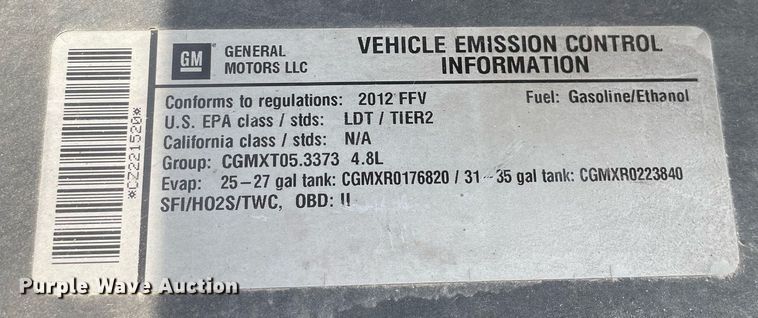 GM
GENERAL
MOTORS LLC
VEHICLE EMISSION CONTROL
INFORMATION
Conforms to regulations: 2012 FFV
Fuel: Gasoline/Ethanol
U.S. EPA class / stds: LDT / TIER2
California class / stds: N/A
Group: CGMXT05.3373 4.8L
Evap: 25-27 gal tank: CGMXR0176820 / 31-35 gal tank: CGMXR0223840
SFI/HO2S/TWC, OBD: II
*CZ221520*
Purple Wave Auction